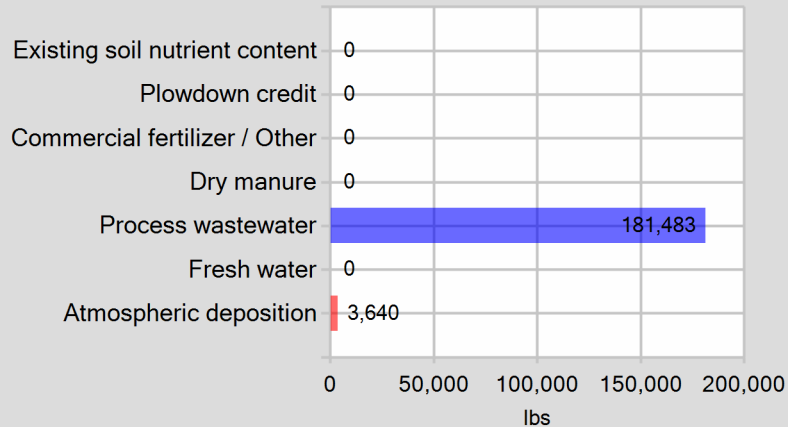 Existing soil nutrient content 0
Plowdown credit 0
Commercial fertilizer / Other 0
Dry manure 0
Process wastewater 181,483
Fresh water 0
Atmospheric deposition 3,640
0 50,000 100,000 150,000 200,000
lbs